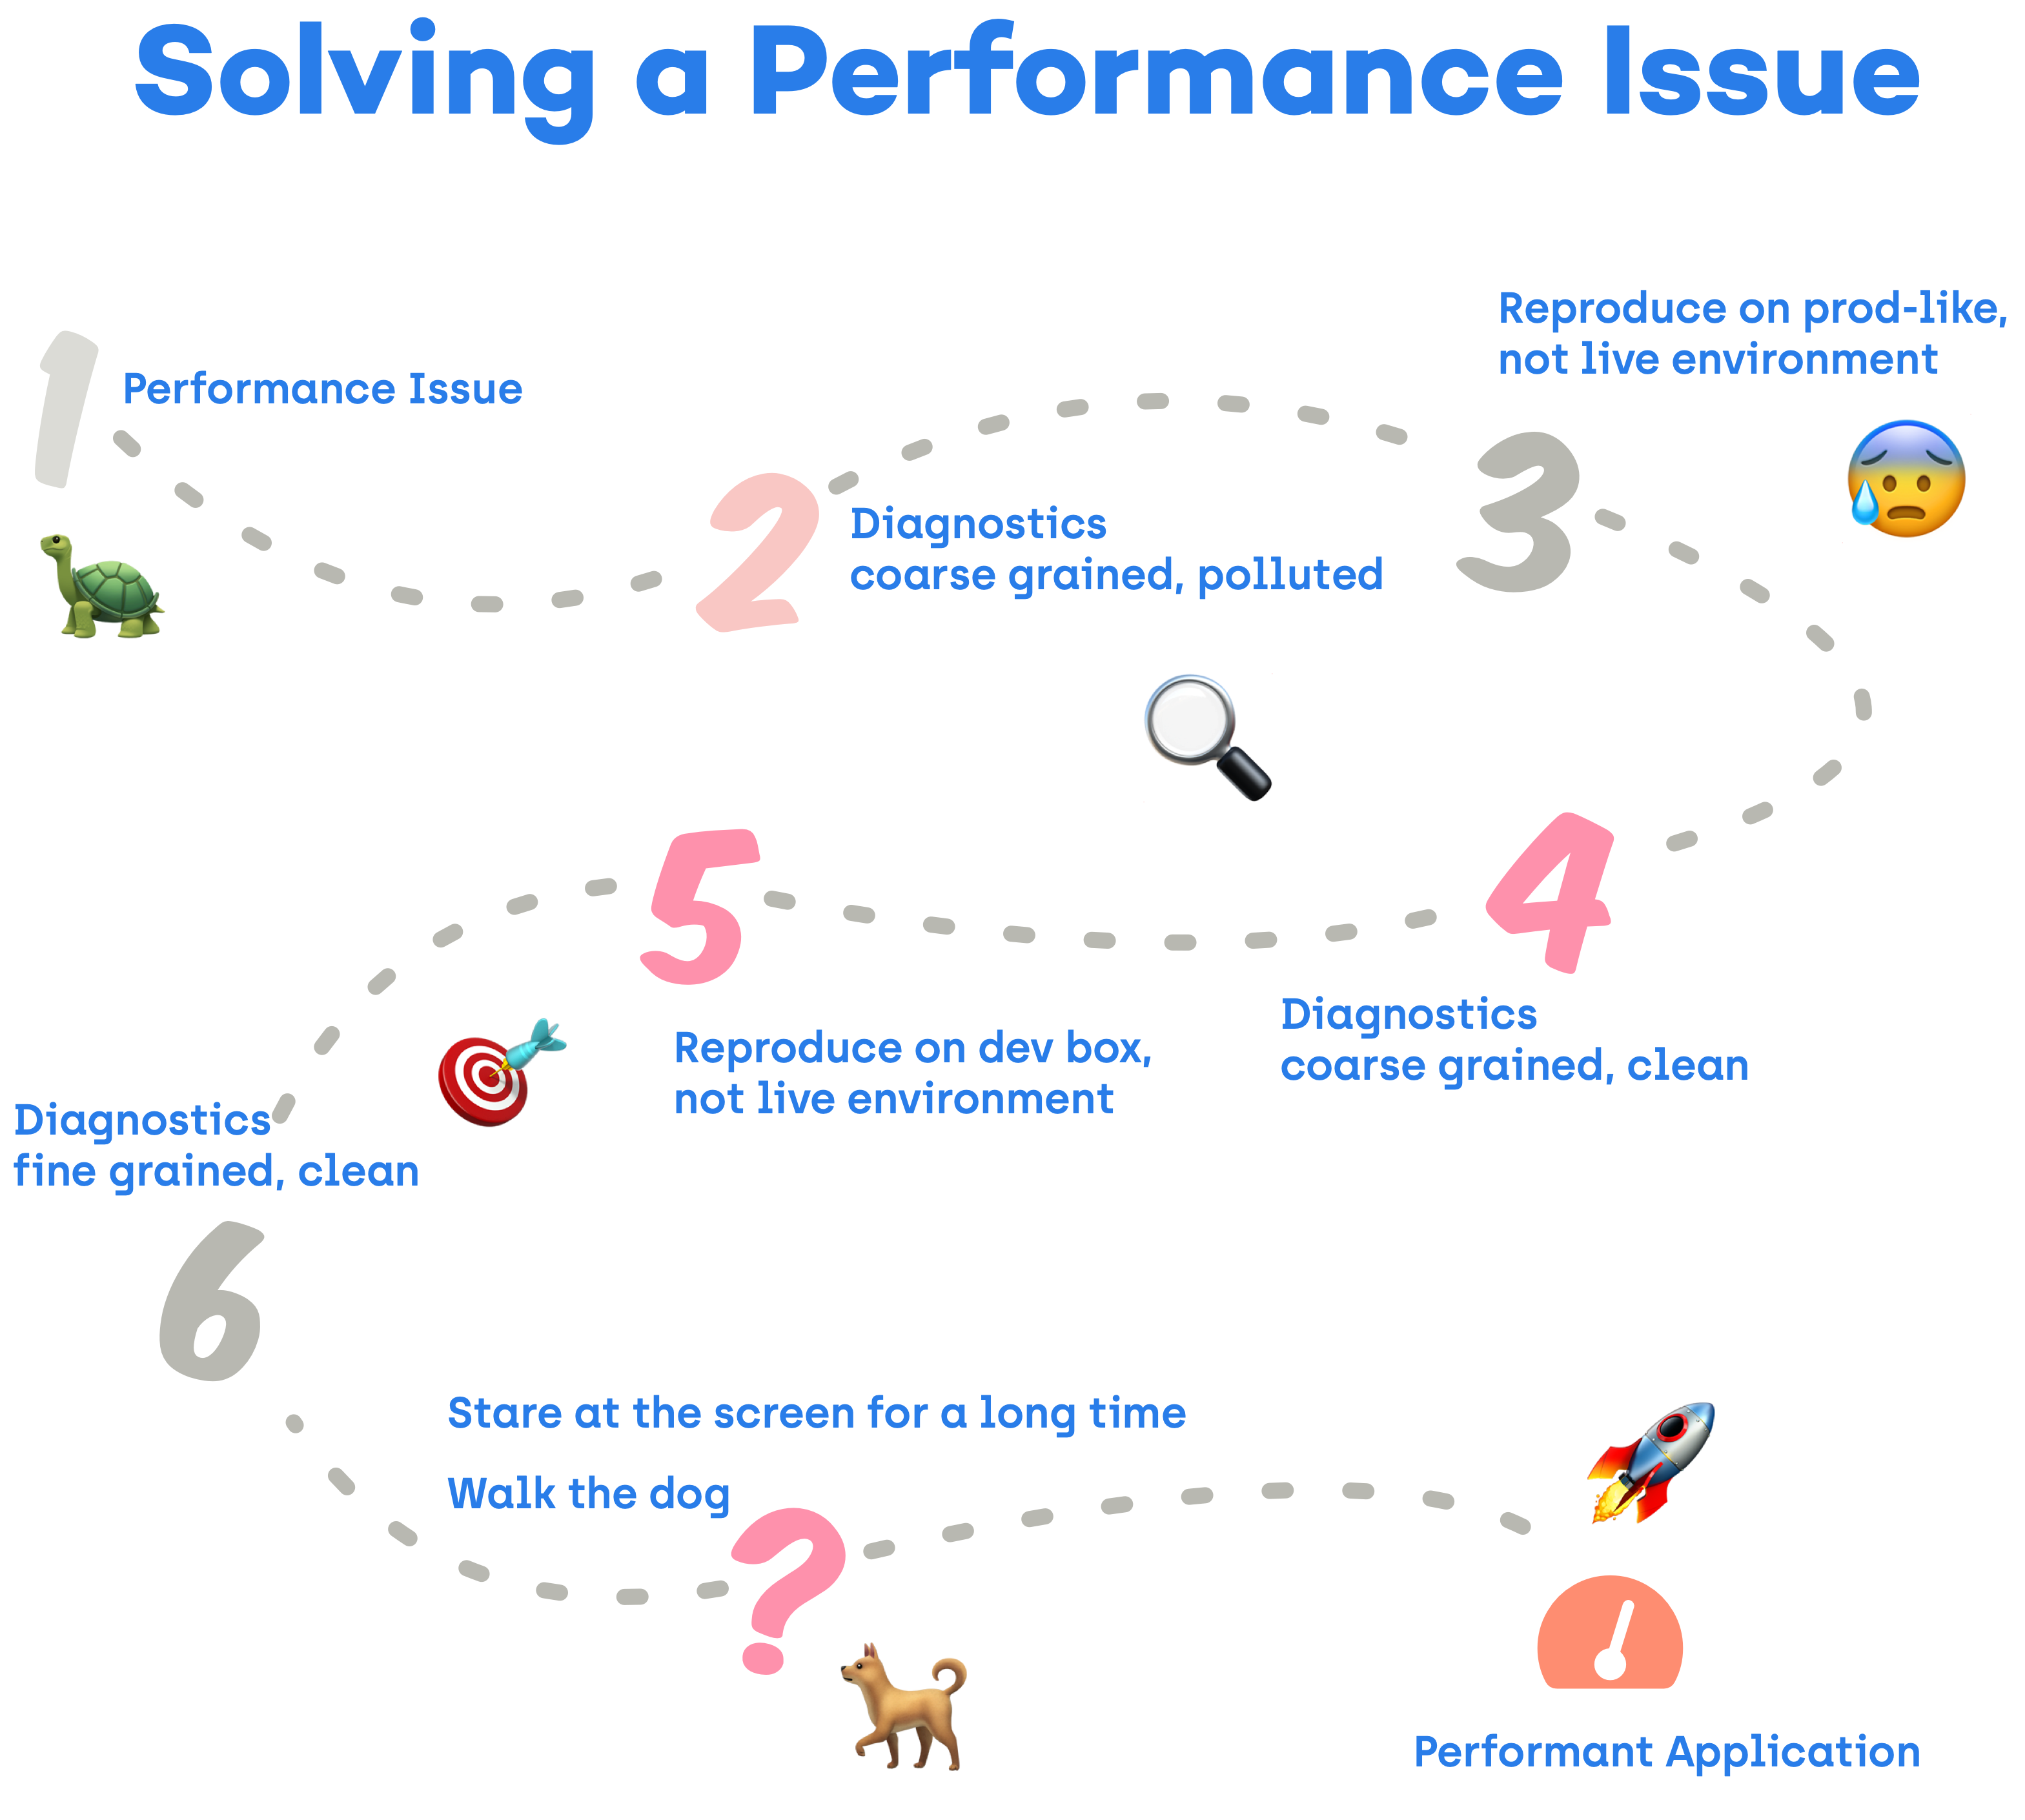 Solving a Performance Issue
1
Performance Issue
2
Diagnostics
coarse grained, polluted
3
Reproduce on prod-like,
not live environment
4
Diagnostics
coarse grained, clean
5
Reproduce on dev box,
not live environment
Diagnostics
fine grained, clean
6
Stare at the screen for a long time
Walk the dog
?
Performant Application